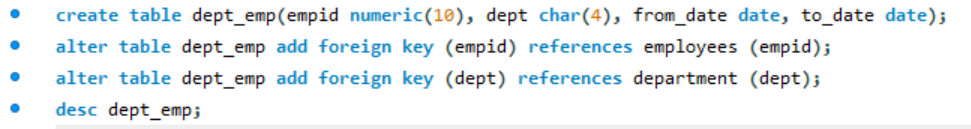 create table dept_emp(empid numeric(10), dept char(4), from_date date, to_date date);
alter table dept_emp add foreign key (empid) references employees (empid);
alter table dept_emp add foreign key (dept) references department (dept);
desc dept_emp;